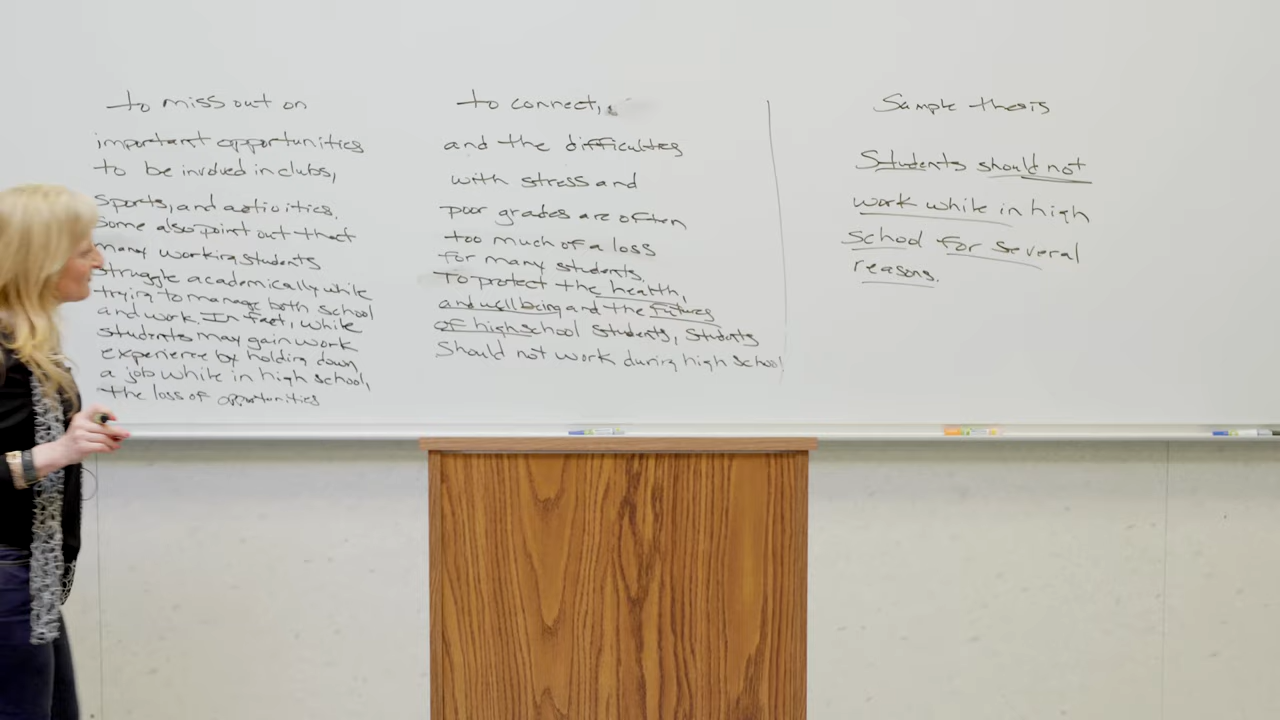 to miss out on
important opportunities
to be involved in clubs,
sports, and activities.
Some also point out that
many working students
struggle academically while
trying to manage both school
and work. In fact, while
students may gain work
experience by holding down
a job while in high school,
the loss of opportunities
to connect,
and the difficulties
with stress and
poor grades are often
too much of a loss
for many students.
To protect the health,
and wellbeing and the futures
of high school students, students
should not work during high school
Sample thesis
Students should not
work while in high
school for several
reasons.